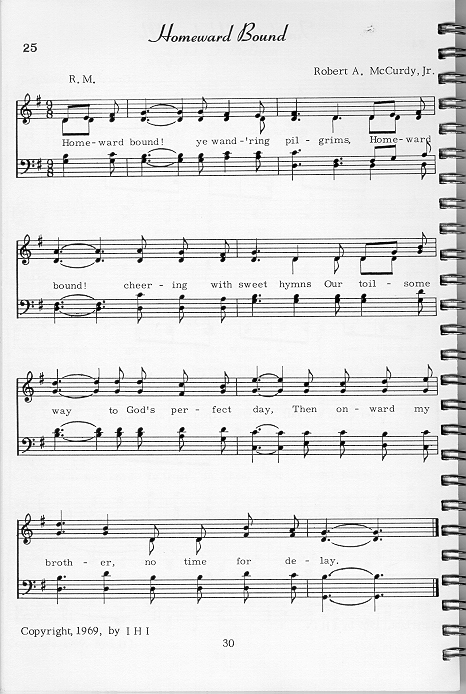 Homeward Bound
25
R. M. Robert A. McCurdy, Jr.
Home-ward bound! ye wand-'ring pil-grims, Home-ward
bound! cheer-ing with sweet hymns Our toil-some
way to God's per-fect day, Then on-ward my
broth-er, no time for de-lay.
Copyright, 1969, by I H I
30